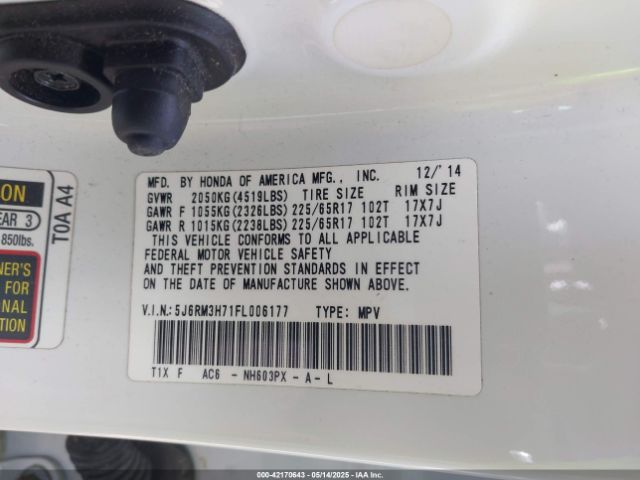 MFD. BY HONDA OF AMERICA MFG., INC. 12/'14
GVWR 2050KG(4519LBS) TIRE SIZE RIM SIZE
GAWR F 1055KG(2326LBS) 225/65R17 102T 17X7J
GAWR R 1015KG(2238LBS) 225/65R17 102T 17X7J
THIS VEHICLE CONFORMS TO ALL APPLICABLE
FEDERAL MOTOR VEHICLE SAFETY
AND THEFT PREVENTION STANDARDS IN EFFECT
ON THE DATE OF MANUFACTURE SHOWN ABOVE.
V.I.N.:5J6RM3H71FL006177 TYPE: MPV
T1X F AC6 - NH603PX - A - L
ON
EAR 3
850lbs.
NER'S
FOR
NAL
TION
T0A A4
000-42170643 - 05/14/2025 - IAAI.COM